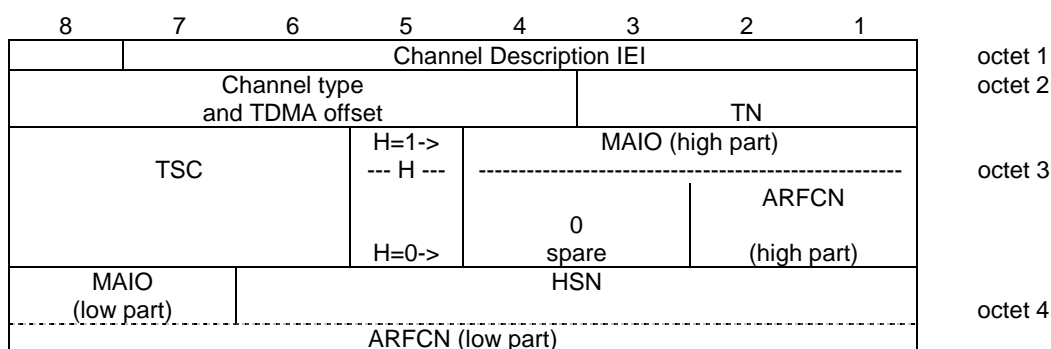 8 7 6 5 4 3 2 1
Channel Description IEI octet 1
Channel type octet 2
and TDMA offset TN
H=1-> MAIO (high part)
TSC --- H --- ----------------------------------------------------- octet 3
ARFCN
0
H=0-> spare (high part)
MAIO HSN
(low part) octet 4
ARFCN (low part)